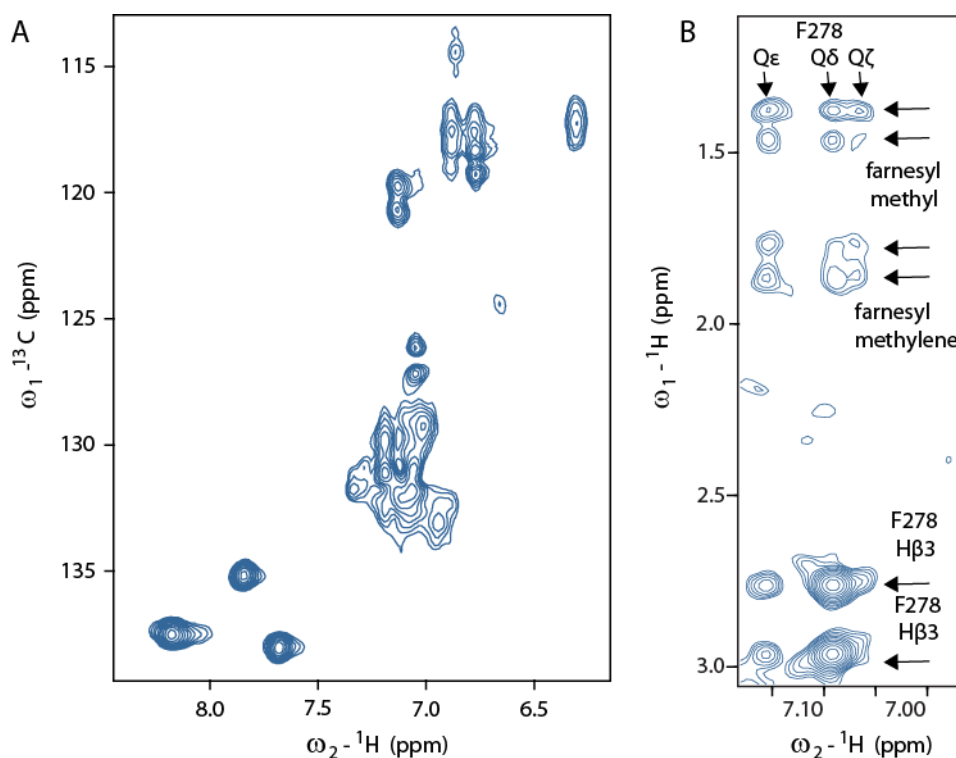 A
115
120
125
130
135
ω1 -13 C (ppm)
8.0
7.5
7.0
6.5
ω2 - 1H (ppm)
B
F278
Qε
Qδ
Qζ
1.5
2.0
2.5
3.0
ω1 - 1H (ppm)
farnesyl
methyl
farnesyl
methylene
F278
Hβ3
F278
Hβ3
7.10
7.00
ω2 - 1H (ppm)